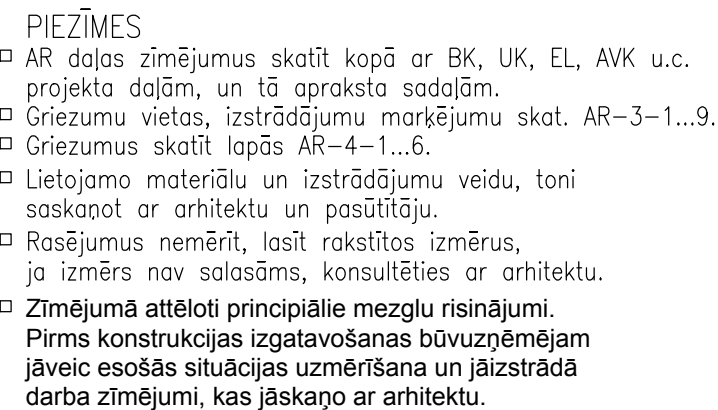 PIEZĪMES
▫ AR daļas zīmējumus skatīt kopā ar BK, UK, EL, AVK u.c.
projekta daļām, un tā apraksta sadaļām.
▫ Griezumu vietas, izstrādājumu marķējumu skat. AR-3-1...9.
▫ Griezumus skatīt lapās AR-4-1...6.
▫ Lietojamo materiālu un izstrādājumu veidu, toni
saskaņot ar arhitektu un pasūtītāju.
▫ Rasējumus nemērīt, lasīt rakstītos izmērus,
ja izmērs nav salasāms, konsultēties ar arhitektu.
▫ Zīmējumā attēloti principiālie mezglu risinājumi.
Pirms konstrukcijas izgatavošanas būvuzņēmējam
jāveic esošās situācijas uzmērīšana un jāizstrādā
darba zīmējumi, kas jāskaņo ar arhitektu.